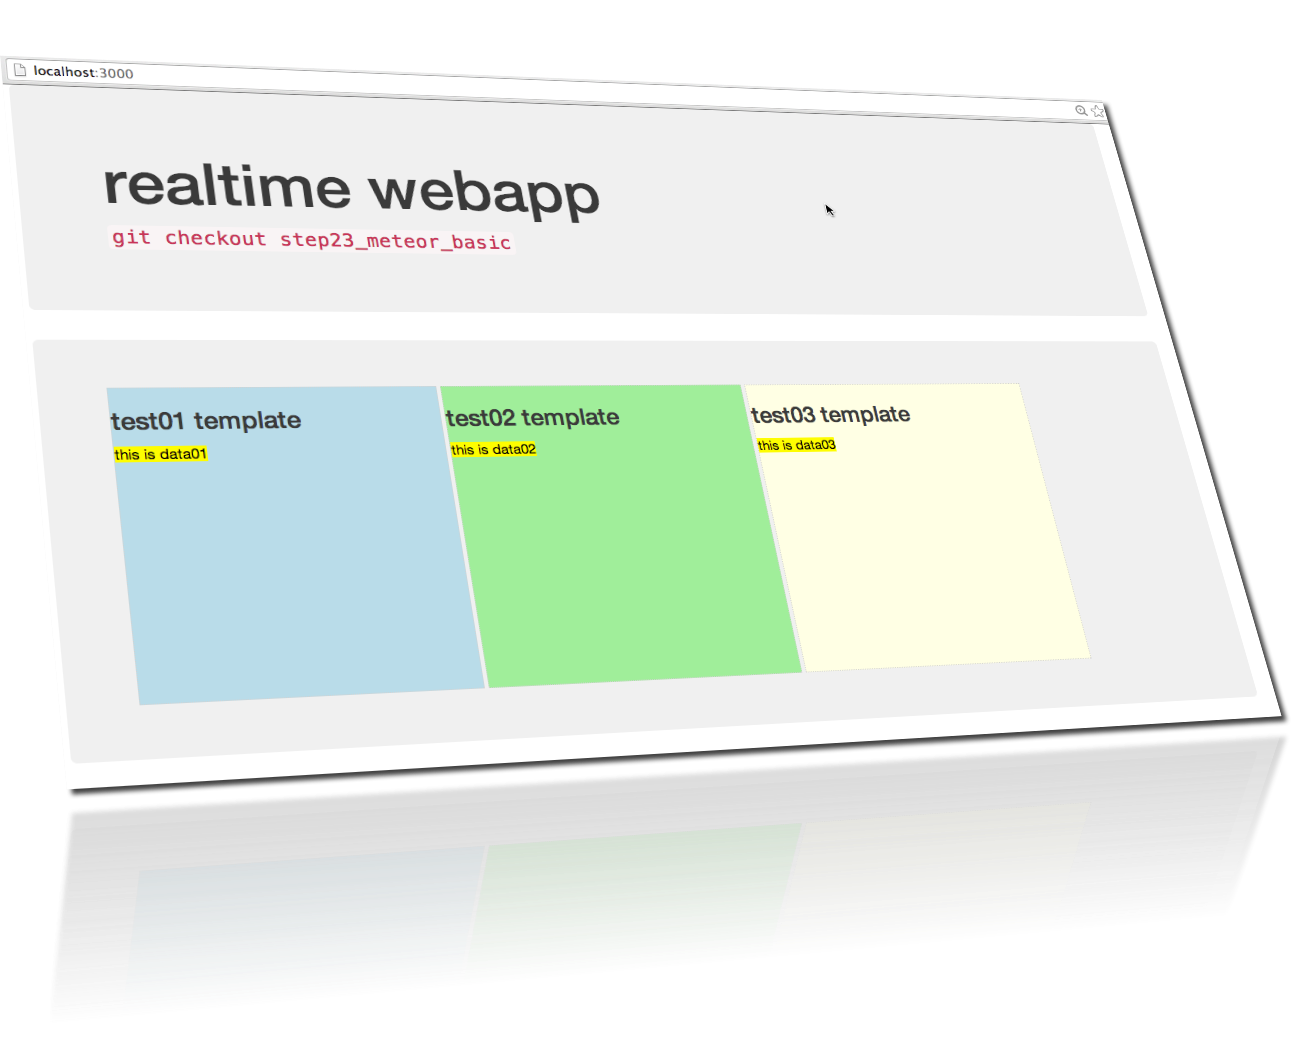 localhost:3000
realtime webapp
git checkout step23_meteor_basic
test01 template
this is data01
test02 template
this is data02
test03 template
this is data03